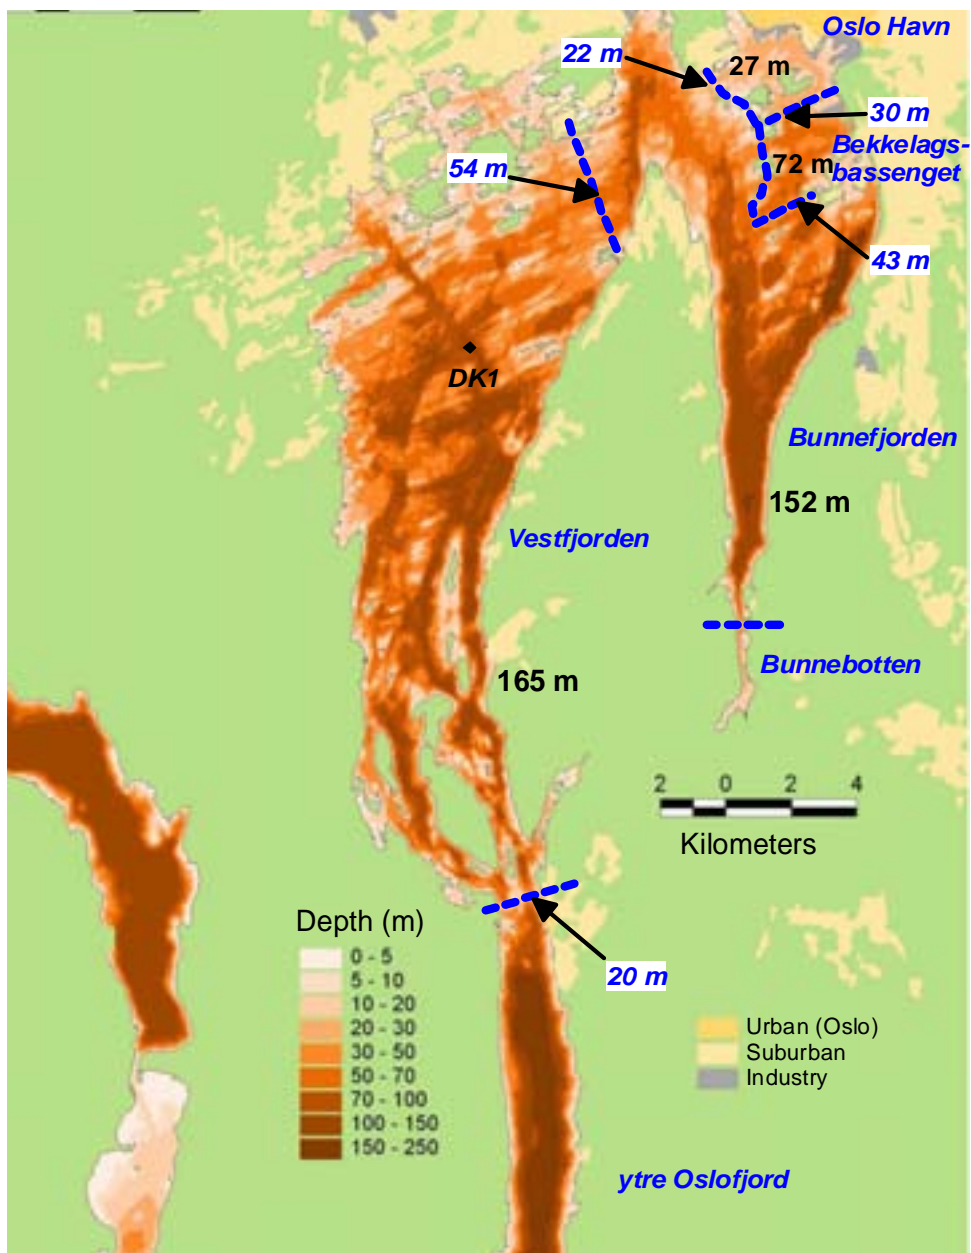 Oslo Havn
22 m
27 m
30 m
Bekkelags-
bassenget
72 m
54 m
43 m
DK1
Bunnefjorden
152 m
Vestfjorden
Bunnebotten
165 m
2 0 2 4
Kilometers
Depth (m)
0 - 5
5 - 10
10 - 20
20 - 30
30 - 50
50 - 70
70 - 100
100 - 150
150 - 250
20 m
Urban (Oslo)
Suburban
Industry
ytre Oslofjord